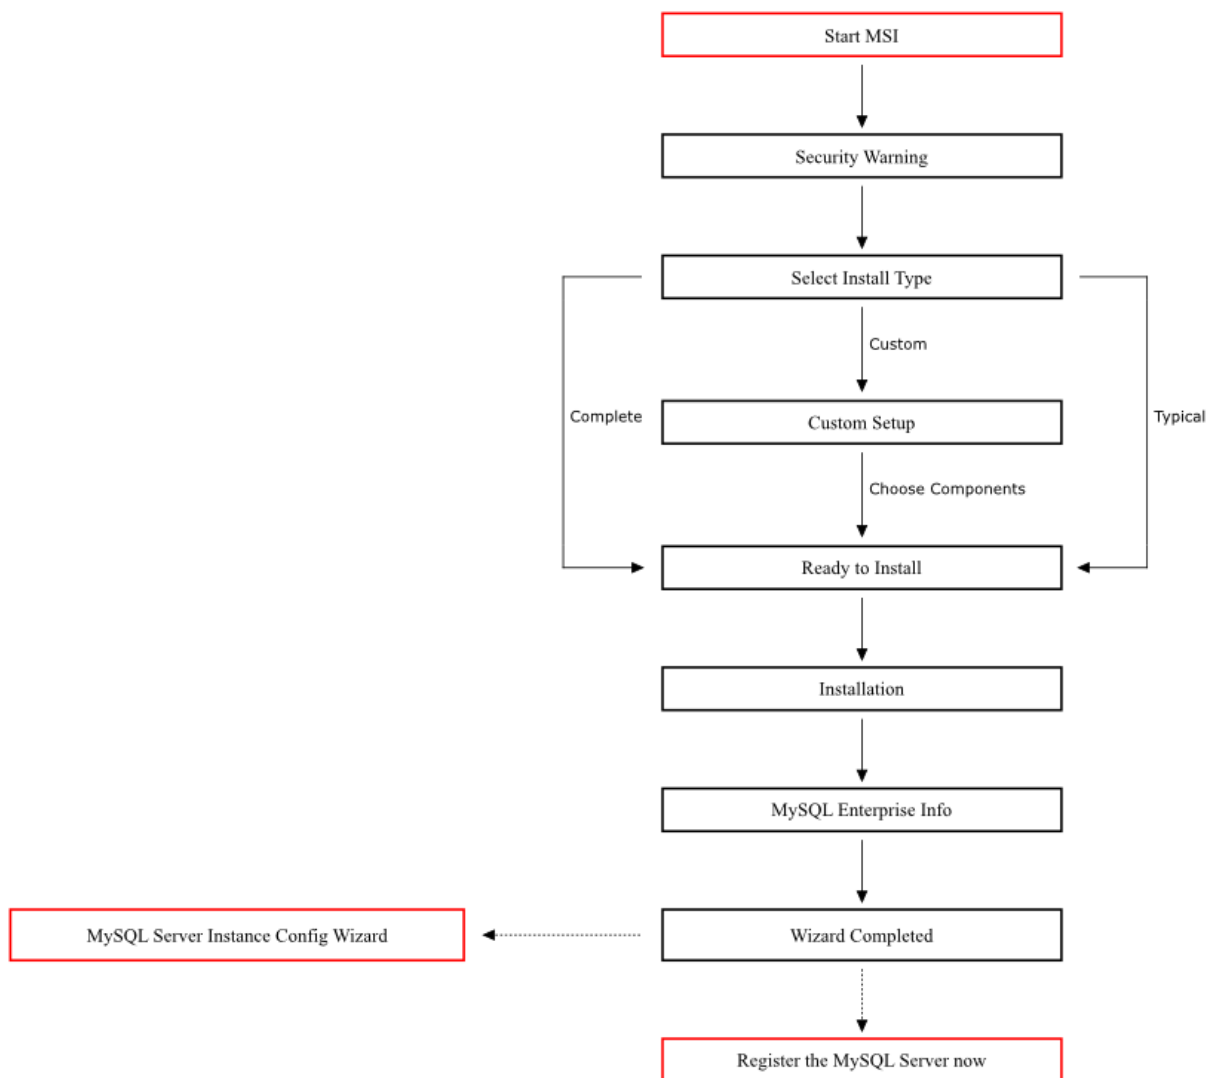 Start MSI
Security Warning
Select Install Type
Custom
Complete
Typical
Custom Setup
Choose Components
Ready to Install
Installation
MySQL Enterprise Info
MySQL Server Instance Config Wizard
Wizard Completed
Register the MySQL Server now